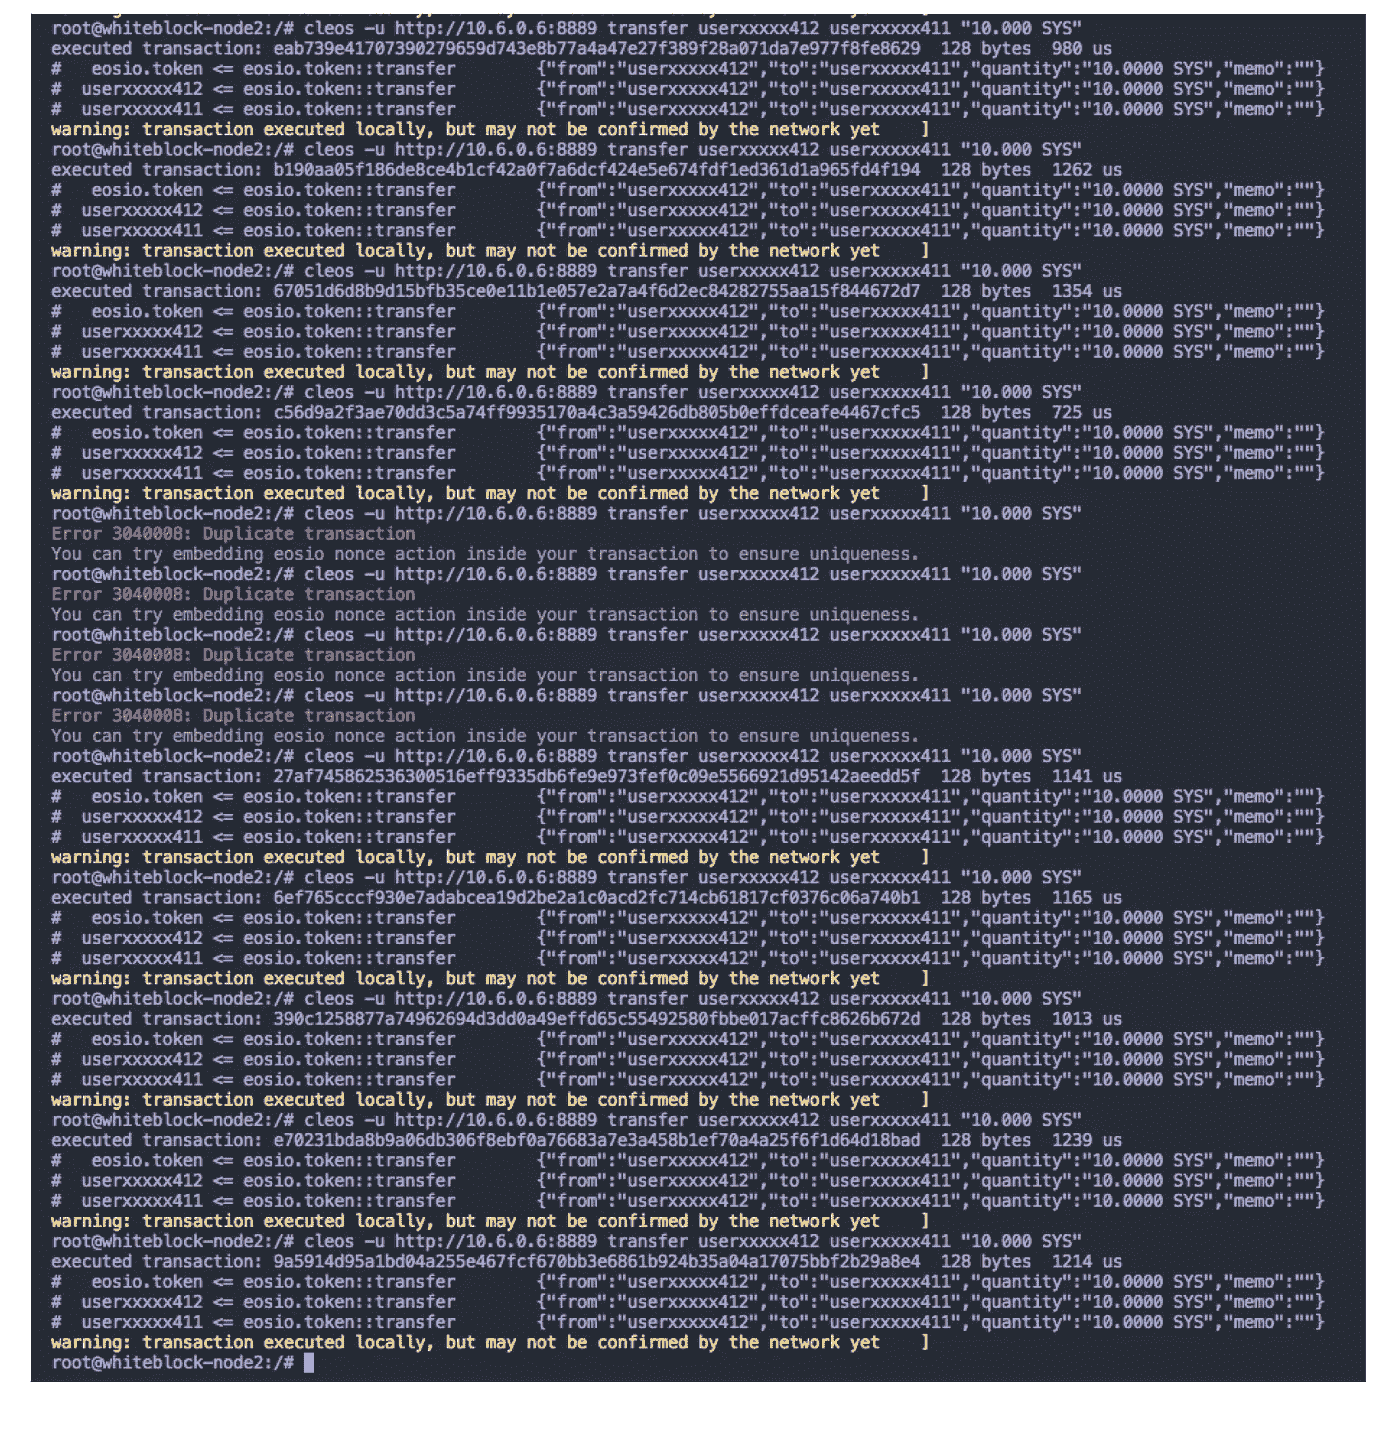 root@whiteblock-node2:/# cleos -u http://10.6.0.6:8889 transfer userxxxxx412 userxxxxx411 "10.000 SYS"
executed transaction: eab739e41707390279659d743e8b77a4a47e27f389f28a071da7e977f8fe8629  128 bytes  980 us
#   eosio.token <= eosio.token::transfer        {"from":"userxxxxx412","to":"userxxxxx411","quantity":"10.0000 SYS","memo":""}
#  userxxxxx412 <= eosio.token::transfer        {"from":"userxxxxx412","to":"userxxxxx411","quantity":"10.0000 SYS","memo":""}
#  userxxxxx411 <= eosio.token::transfer        {"from":"userxxxxx412","to":"userxxxxx411","quantity":"10.0000 SYS","memo":""}
warning: transaction executed locally, but may not be confirmed by the network yet    ]
root@whiteblock-node2:/# cleos -u http://10.6.0.6:8889 transfer userxxxxx412 userxxxxx411 "10.000 SYS"
executed transaction: b190aa05f186de8ce4b1cf42a0f7a6dcf424e5e674fdf1ed361d1a965fd4f194  128 bytes  1262 us
#   eosio.token <= eosio.token::transfer        {"from":"userxxxxx412","to":"userxxxxx411","quantity":"10.0000 SYS","memo":""}
#  userxxxxx412 <= eosio.token::transfer        {"from":"userxxxxx412","to":"userxxxxx411","quantity":"10.0000 SYS","memo":""}
#  userxxxxx411 <= eosio.token::transfer        {"from":"userxxxxx412","to":"userxxxxx411","quantity":"10.0000 SYS","memo":""}
warning: transaction executed locally, but may not be confirmed by the network yet    ]
root@whiteblock-node2:/# cleos -u http://10.6.0.6:8889 transfer userxxxxx412 userxxxxx411 "10.000 SYS"
executed transaction: 67051d6d8b9d15bfb35ce0e11b1e057e2a7a4f6d2ec84282755aa15f844672d7  128 bytes  1354 us
#   eosio.token <= eosio.token::transfer        {"from":"userxxxxx412","to":"userxxxxx411","quantity":"10.0000 SYS","memo":""}
#  userxxxxx412 <= eosio.token::transfer        {"from":"userxxxxx412","to":"userxxxxx411","quantity":"10.0000 SYS","memo":""}
#  userxxxxx411 <= eosio.token::transfer        {"from":"userxxxxx412","to":"userxxxxx411","quantity":"10.0000 SYS","memo":""}
warning: transaction executed locally, but may not be confirmed by the network yet    ]
root@whiteblock-node2:/# cleos -u http://10.6.0.6:8889 transfer userxxxxx412 userxxxxx411 "10.000 SYS"
executed transaction: c56d9a2f3ae70dd3c5a74ff9935170a4c3a59426db805b0effdceafe4467cfc5  128 bytes  725 us
#   eosio.token <= eosio.token::transfer        {"from":"userxxxxx412","to":"userxxxxx411","quantity":"10.0000 SYS","memo":""}
#  userxxxxx412 <= eosio.token::transfer        {"from":"userxxxxx412","to":"userxxxxx411","quantity":"10.0000 SYS","memo":""}
#  userxxxxx411 <= eosio.token::transfer        {"from":"userxxxxx412","to":"userxxxxx411","quantity":"10.0000 SYS","memo":""}
warning: transaction executed locally, but may not be confirmed by the network yet    ]
root@whiteblock-node2:/# cleos -u http://10.6.0.6:8889 transfer userxxxxx412 userxxxxx411 "10.000 SYS"
Error 3040008: Duplicate transaction
You can try embedding eosio nonce action inside your transaction to ensure uniqueness.
root@whiteblock-node2:/# cleos -u http://10.6.0.6:8889 transfer userxxxxx412 userxxxxx411 "10.000 SYS"
Error 3040008: Duplicate transaction
You can try embedding eosio nonce action inside your transaction to ensure uniqueness.
root@whiteblock-node2:/# cleos -u http://10.6.0.6:8889 transfer userxxxxx412 userxxxxx411 "10.000 SYS"
Error 3040008: Duplicate transaction
You can try embedding eosio nonce action inside your transaction to ensure uniqueness.
root@whiteblock-node2:/# cleos -u http://10.6.0.6:8889 transfer userxxxxx412 userxxxxx411 "10.000 SYS"
Error 3040008: Duplicate transaction
You can try embedding eosio nonce action inside your transaction to ensure uniqueness.
root@whiteblock-node2:/# cleos -u http://10.6.0.6:8889 transfer userxxxxx412 userxxxxx411 "10.000 SYS"
executed transaction: 27af745862536300516eff9335db6fe9e973fef0c09e5566921d95142aeedd5f  128 bytes  1141 us
#   eosio.token <= eosio.token::transfer        {"from":"userxxxxx412","to":"userxxxxx411","quantity":"10.0000 SYS","memo":""}
#  userxxxxx412 <= eosio.token::transfer        {"from":"userxxxxx412","to":"userxxxxx411","quantity":"10.0000 SYS","memo":""}
#  userxxxxx411 <= eosio.token::transfer        {"from":"userxxxxx412","to":"userxxxxx411","quantity":"10.0000 SYS","memo":""}
warning: transaction executed locally, but may not be confirmed by the network yet    ]
root@whiteblock-node2:/# cleos -u http://10.6.0.6:8889 transfer userxxxxx412 userxxxxx411 "10.000 SYS"
executed transaction: 6ef765cccf930e7adabcea19d2be2a1c0acd2fc714cb61817cf0376c06a740b1  128 bytes  1165 us
#   eosio.token <= eosio.token::transfer        {"from":"userxxxxx412","to":"userxxxxx411","quantity":"10.0000 SYS","memo":""}
#  userxxxxx412 <= eosio.token::transfer        {"from":"userxxxxx412","to":"userxxxxx411","quantity":"10.0000 SYS","memo":""}
#  userxxxxx411 <= eosio.token::transfer        {"from":"userxxxxx412","to":"userxxxxx411","quantity":"10.0000 SYS","memo":""}
warning: transaction executed locally, but may not be confirmed by the network yet    ]
root@whiteblock-node2:/# cleos -u http://10.6.0.6:8889 transfer userxxxxx412 userxxxxx411 "10.000 SYS"
executed transaction: 390c1258877a74962694d3dd0a49effd65c55492580fbbe017acffc8626b672d  128 bytes  1013 us
#   eosio.token <= eosio.token::transfer        {"from":"userxxxxx412","to":"userxxxxx411","quantity":"10.0000 SYS","memo":""}
#  userxxxxx412 <= eosio.token::transfer        {"from":"userxxxxx412","to":"userxxxxx411","quantity":"10.0000 SYS","memo":""}
#  userxxxxx411 <= eosio.token::transfer        {"from":"userxxxxx412","to":"userxxxxx411","quantity":"10.0000 SYS","memo":""}
warning: transaction executed locally, but may not be confirmed by the network yet    ]
root@whiteblock-node2:/# cleos -u http://10.6.0.6:8889 transfer userxxxxx412 userxxxxx411 "10.000 SYS"
executed transaction: e70231bda8b9a06db306f8ebf0a76683a7e3a458b1ef70a4a25f6f1d64d18bad  128 bytes  1239 us
#   eosio.token <= eosio.token::transfer        {"from":"userxxxxx412","to":"userxxxxx411","quantity":"10.0000 SYS","memo":""}
#  userxxxxx412 <= eosio.token::transfer        {"from":"userxxxxx412","to":"userxxxxx411","quantity":"10.0000 SYS","memo":""}
#  userxxxxx411 <= eosio.token::transfer        {"from":"userxxxxx412","to":"userxxxxx411","quantity":"10.0000 SYS","memo":""}
warning: transaction executed locally, but may not be confirmed by the network yet    ]
root@whiteblock-node2:/# cleos -u http://10.6.0.6:8889 transfer userxxxxx412 userxxxxx411 "10.000 SYS"
executed transaction: 9a5914d95a1bd04a255e467fcf670bb3e6861b924b35a04a17075bbf2b29a8e4  128 bytes  1214 us
#   eosio.token <= eosio.token::transfer        {"from":"userxxxxx412","to":"userxxxxx411","quantity":"10.0000 SYS","memo":""}
#  userxxxxx412 <= eosio.token::transfer        {"from":"userxxxxx412","to":"userxxxxx411","quantity":"10.0000 SYS","memo":""}
#  userxxxxx411 <= eosio.token::transfer        {"from":"userxxxxx412","to":"userxxxxx411","quantity":"10.0000 SYS","memo":""}
warning: transaction executed locally, but may not be confirmed by the network yet    ]
root@whiteblock-node2:/#